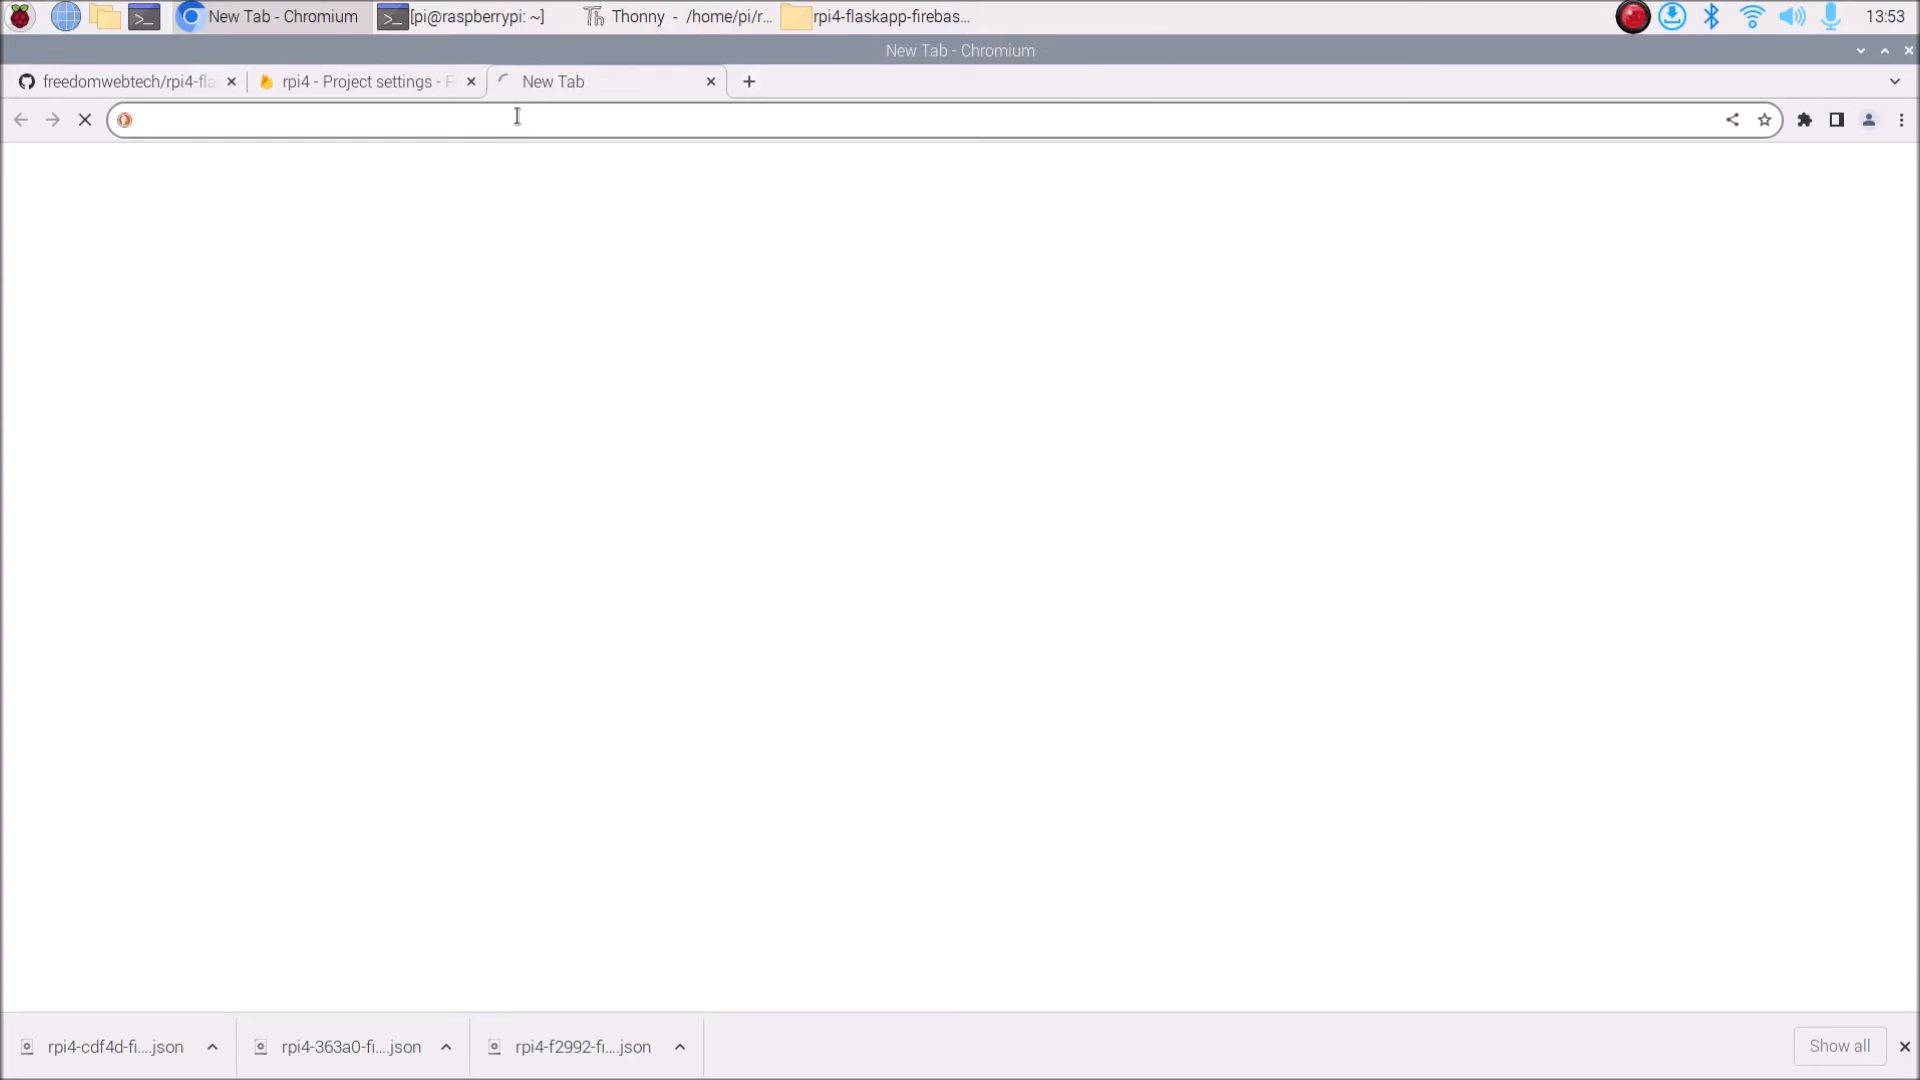 New Tab - Chromium
[pi@raspberrypi: ~]
Thonny - /home/pi/r...
rpi4-flaskapp-firebas...
13:53
New Tab - Chromium
freedomwebtech/rpi4-fla
rpi4 - Project settings - F
New Tab
rpi4-cdf4d-fi....json
rpi4-363a0-fi....json
rpi4-f2992-fi....json
Show all